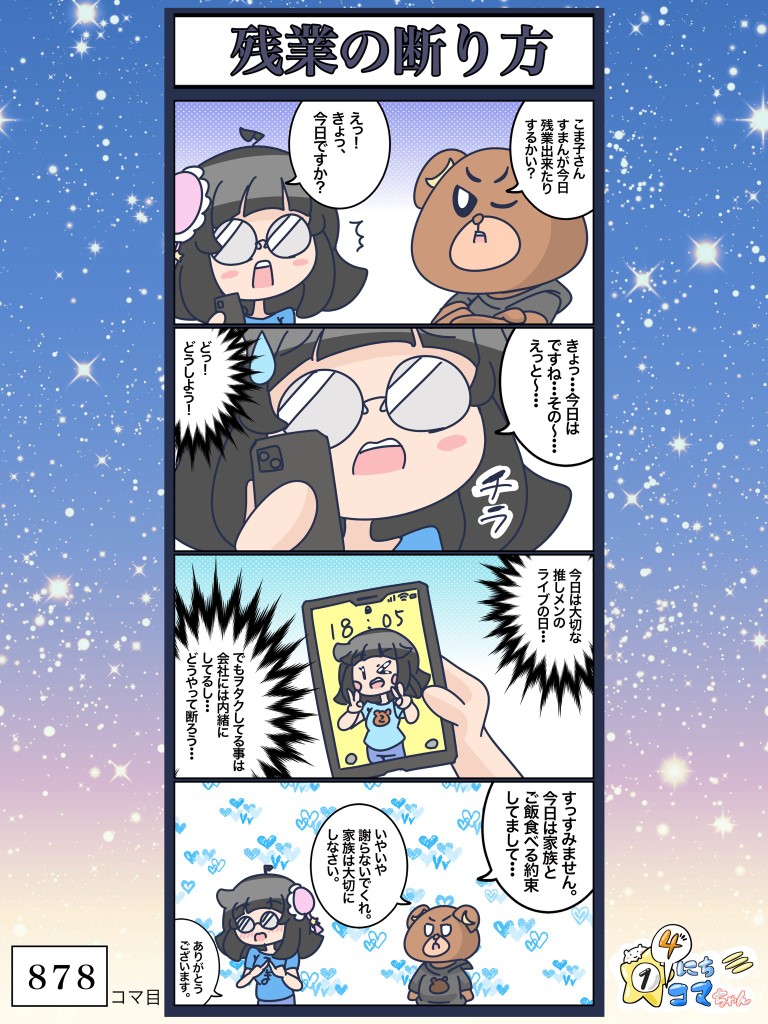 残業の断り方
こま子さん
すまんが今日
残業出来たり
するかい?
えっ!
きょっ、
今日ですか?
きょっ…今日は
ですね…その〜…
えっと〜…
チラ
どっ!
どうしよう!
今日は大切な
推しメンの
ライブの日…
18:05
でもヲタクしてる事は
会社には内緒に
してるし…
どうやって断ろう…
すっすみません。
今日は家族と
ご飯食べる約束
してまして…
いやいや
謝らないでくれ。
家族は大切に
しなさい。
ありがとう
ございます。
878
コマ目
1
にち
4
コマ
ちゃん